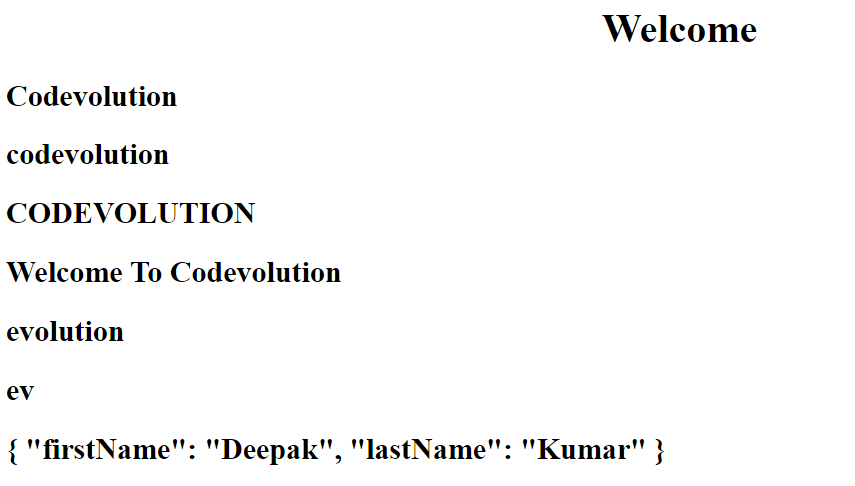 Welcome
Codevolution
codevolution
CODEVOLUTION
Welcome To Codevolution
evolution
ev
{ "firstName": "Deepak", "lastName": "Kumar" }